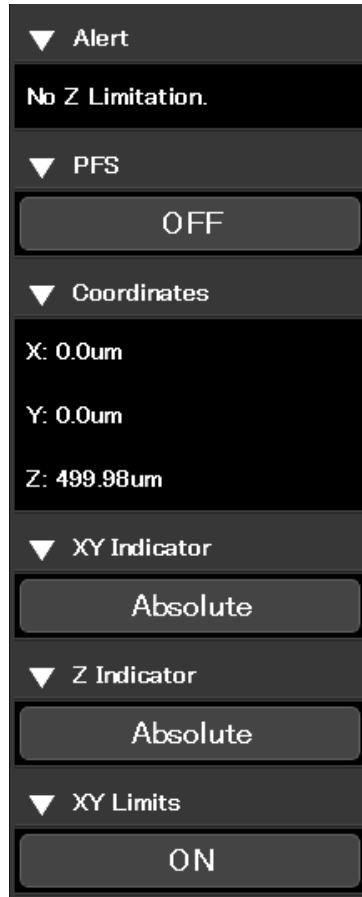 Alert
No Z Limitation.
PFS
OFF
Coordinates
X: 0.0um
Y: 0.0um
Z: 499.98um
XY Indicator
Absolute
Z Indicator
Absolute
XY Limits
ON